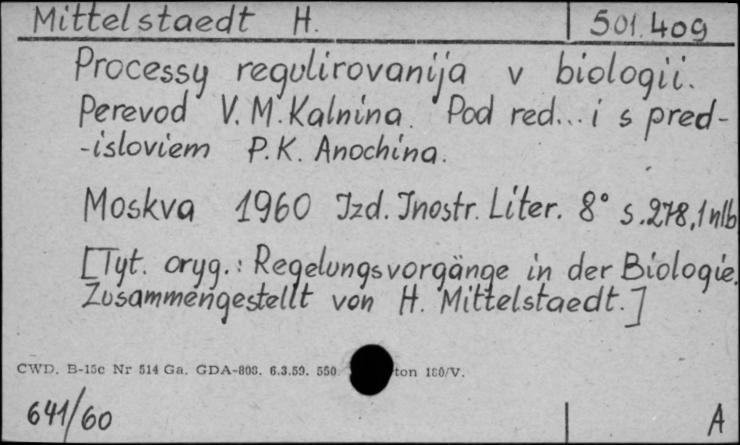 Mittelstaedt H. 501.409
Processy regulirovanija v biologii.
Perevod V.M. Kalnina. Pod red... i s pred-
-isloviem P.K. Anochina.
Moskva 1960 Izd. Inostr. Liter. 8° s.278,1 nlb
[Tyt. oryg.: Regelungsvorgänge in der Biologie.
Zusammengestellt von H. Mittelstaedt.]
CWD. B-15c Nr 514 Ga. GDA-808. 6.3.59. 550 ton 180/V.
641/60 A